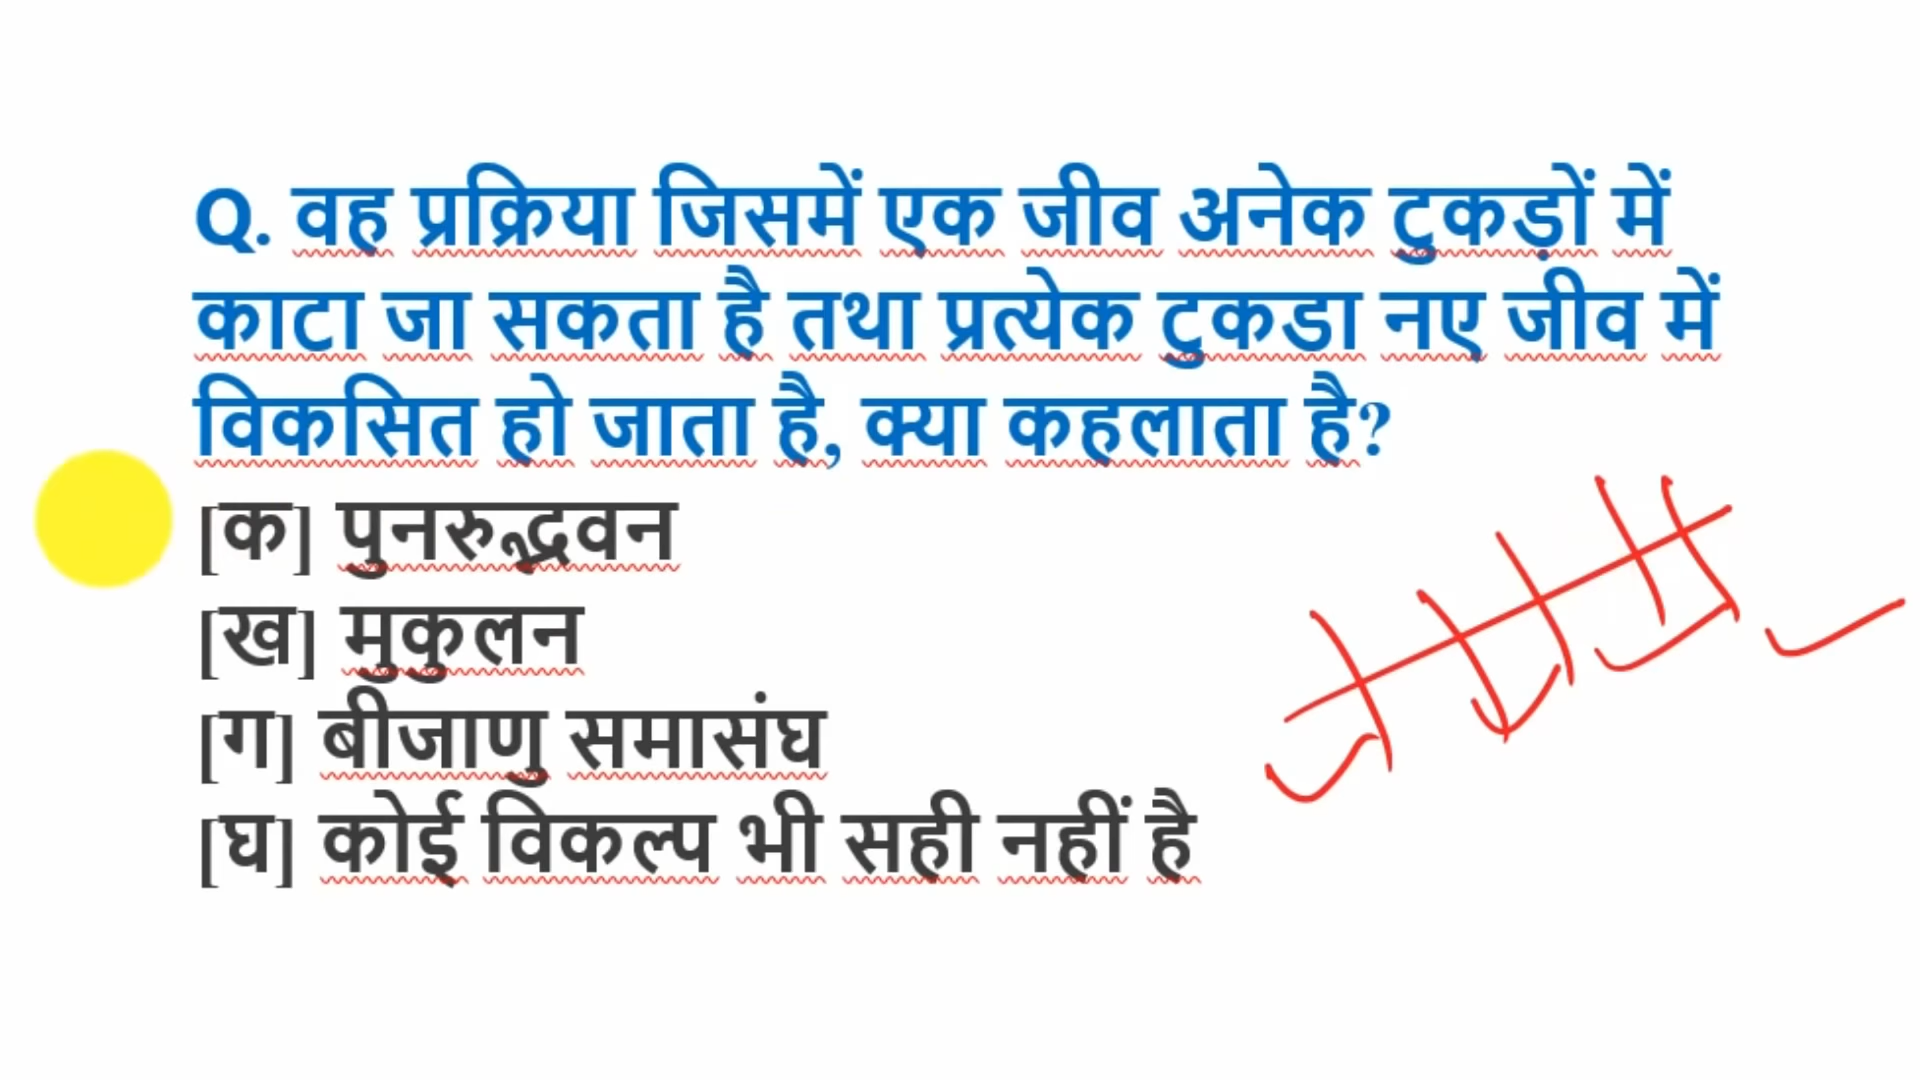 Q. वह प्रक्रिया जिसमें एक जीव अनेक टुकड़ों में
काटा जा सकता है तथा प्रत्येक टुकडा नए जीव में
विकसित हो जाता है, क्या कहलाता है?
[क] पुनरुद्भवन
[ख] मुकुलन
[ग] बीजाणु समासंघ
[घ] कोई विकल्प भी सही नहीं है